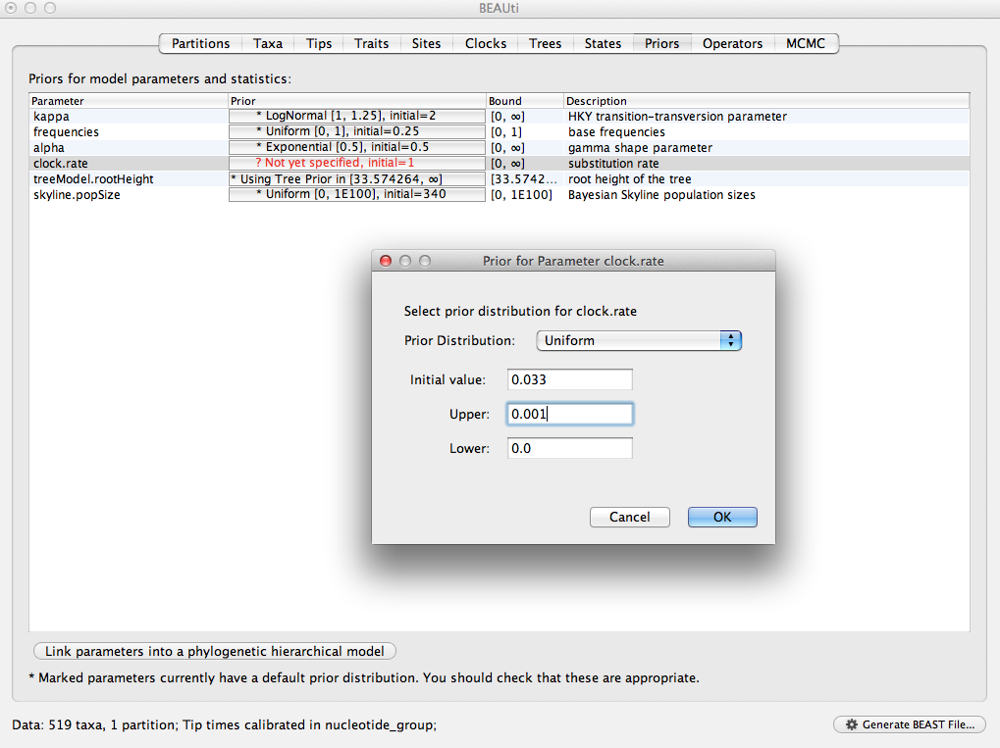 BEAUti
Partitions Taxa Tips Traits Sites Clocks Trees States Priors Operators MCMC
Priors for model parameters and statistics:
Parameter Prior Bound Description
kappa * LogNormal [1, 1.25], initial=2 [0, ∞] HKY transition-transversion parameter
frequencies * Uniform [0, 1], initial=0.25 [0, 1] base frequencies
alpha * Exponential [0.5], initial=0.5 [0, ∞] gamma shape parameter
clock.rate ? Not yet specified, initial=1 [0, ∞] substitution rate
treeModel.rootHeight * Using Tree Prior in [33.574264, ∞] [33.5742... root height of the tree
skyline.popSize * Uniform [0, 1E100], initial=340 [0, 1E100] Bayesian Skyline population sizes
Prior for Parameter clock.rate
Select prior distribution for clock.rate
Prior Distribution: Uniform
Initial value: 0.033
Upper: 0.001
Lower: 0.0
Cancel OK
Link parameters into a phylogenetic hierarchical model
* Marked parameters currently have a default prior distribution. You should check that these are appropriate.
Data: 519 taxa, 1 partition; Tip times calibrated in nucleotide_group; Generate BEAST File...